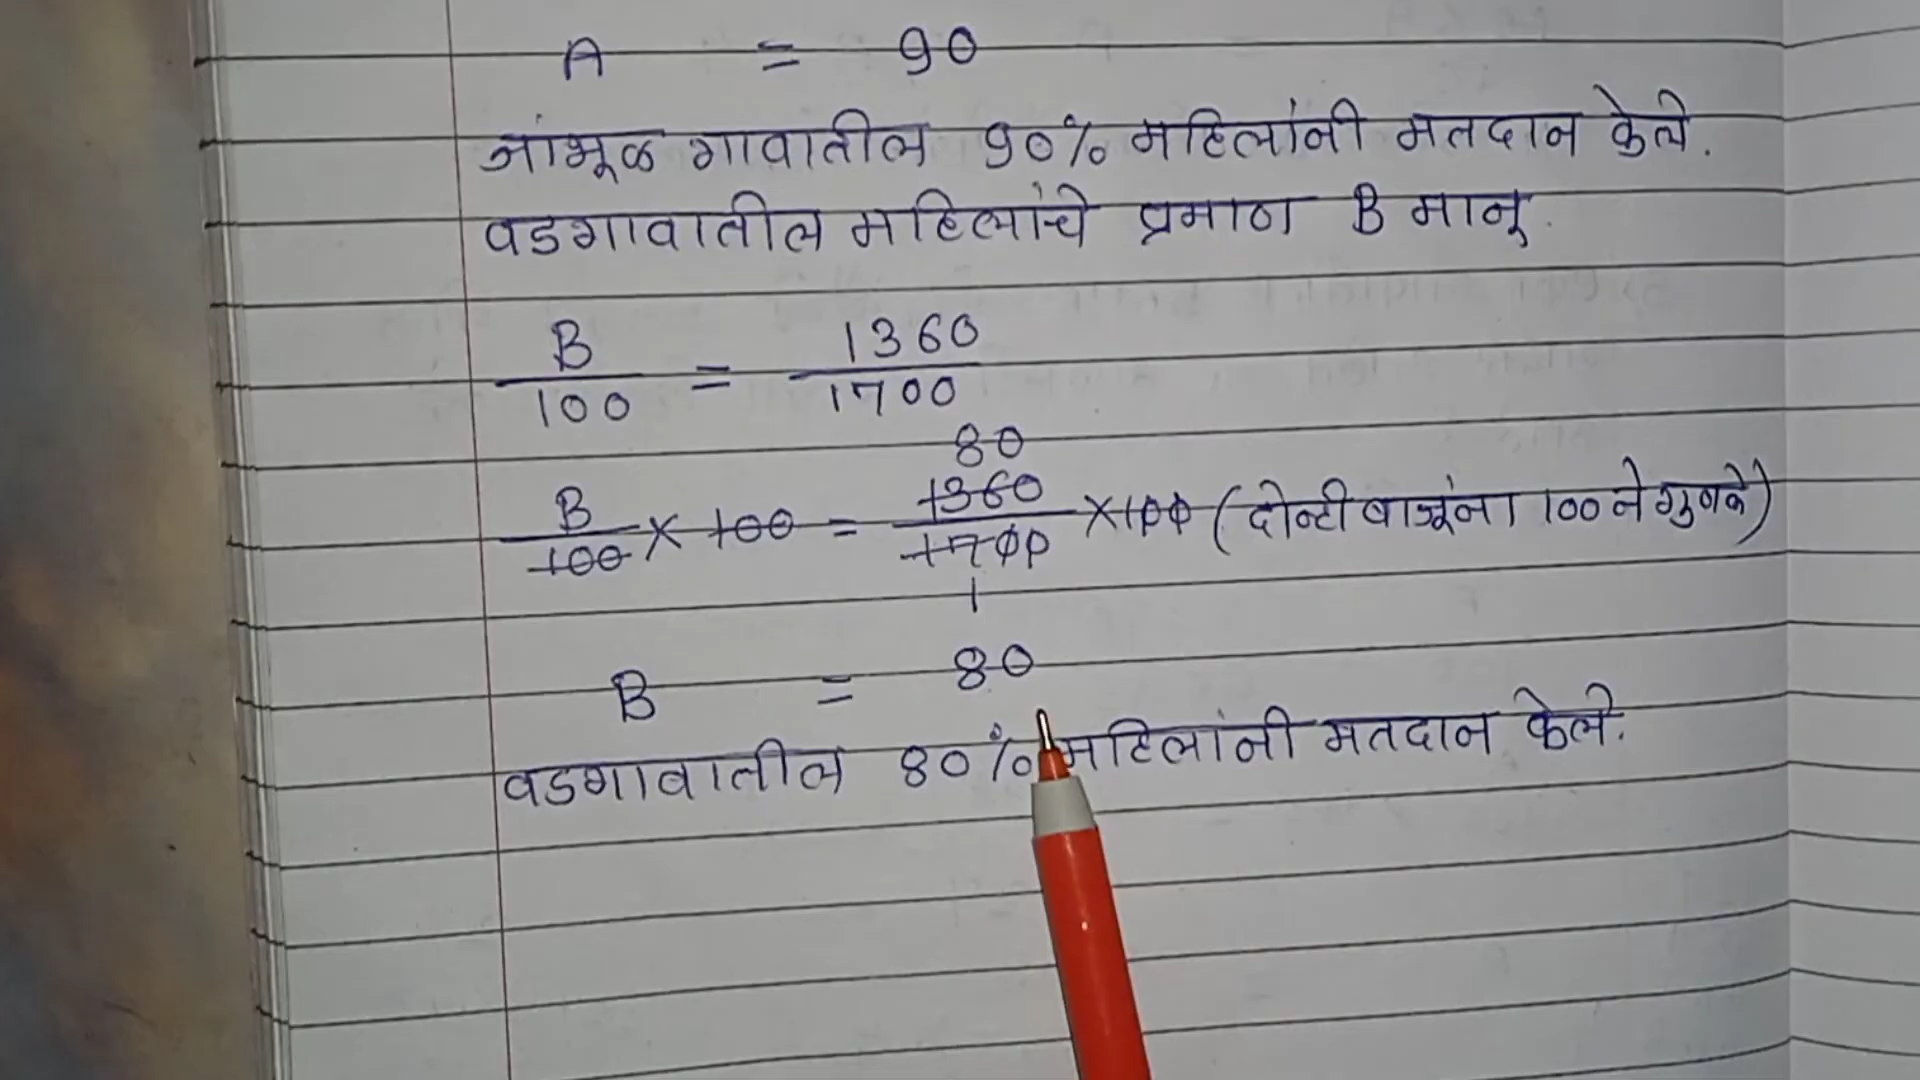 A = 90
जांभूळ गावातील 90% महिलांनी मतदान केले.
वडगावातील महिलांचे प्रमाण B मानू.
B/100 = 1360/1700
80
B/100 × 100 = 1360/1700 × 100 (दोन्ही बाजूंना 100 ने गुणले)
1
B = 80
वडगावातील 80% महिलांनी मतदान केले.